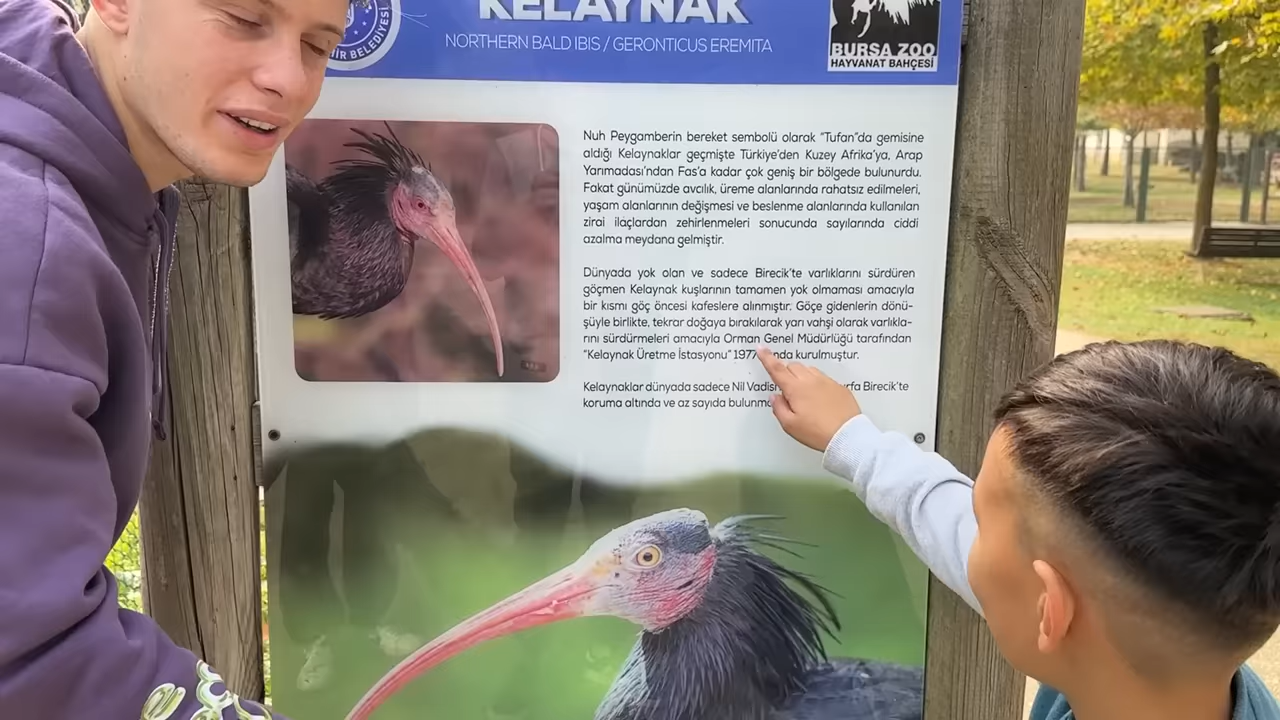 KELAYNAK
NORTHERN BALD IBIS / GERONTICUS EREMITA
BELEDİYESİ
BURSA ZOO
HAYVANAT BAHÇESİ
Nuh Peygamberin bereket sembolü olarak "Tufan"da gemisine
aldığı Kelaynaklar geçmişte Türkiye'den Kuzey Afrika'ya, Arap
Yarımadası'ndan Fas'a kadar çok geniş bir bölgede bulunurdu.
Fakat günümüzde avcılık, üreme alanlarında rahatsız edilmeleri,
yaşam alanlarının değişmesi ve beslenme alanlarında kullanılan
zirai ilaçlardan zehirlenmeleri sonucunda sayılarında ciddi
azalma meydana gelmiştir.
Dünyada yok olan ve sadece Birecik'te varlıklarını sürdüren
göçmen Kelaynak kuşlarının tamamen yok olmaması amacıyla
bir kısmı göç öncesi kafeslere alınmıştır. Göçe gidenlerin dönü-
şüyle birlikte, tekrar doğaya bırakılarak yarı vahşi olarak varlıkla-
rını sürdürmeleri amacıyla Orman Genel Müdürlüğü tarafından
"Kelaynak Üretme İstasyonu" 1977 kurulmuştur.
Kelaynaklar dünyada sadece Nil Birecik'te
koruma altında ve az sayıda